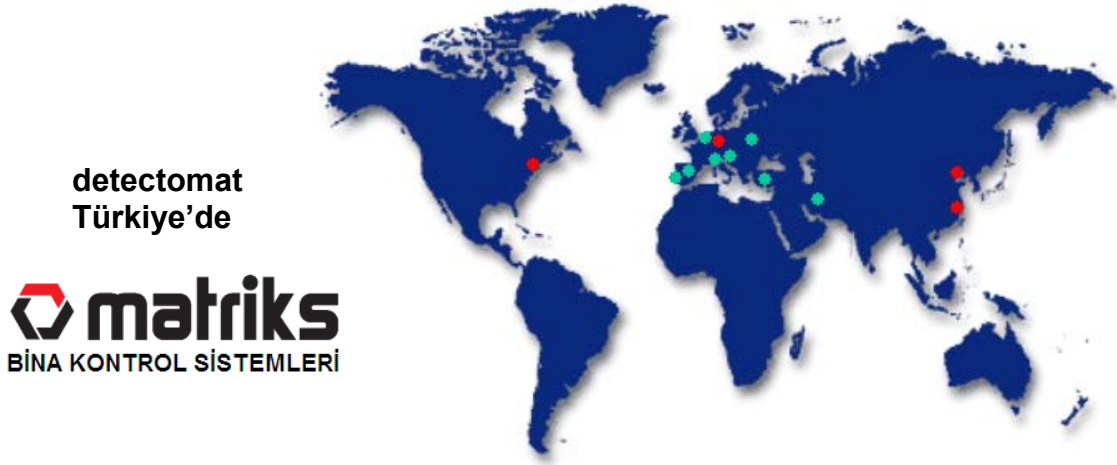 detectomat
Türkiye’de
matriks
BİNA KONTROL SİSTEMLERİ